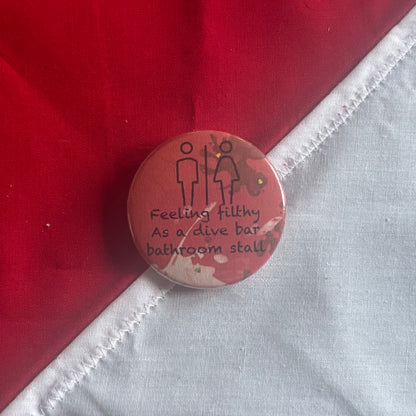 Feeling filthy
As a dive bar
bathroom stall